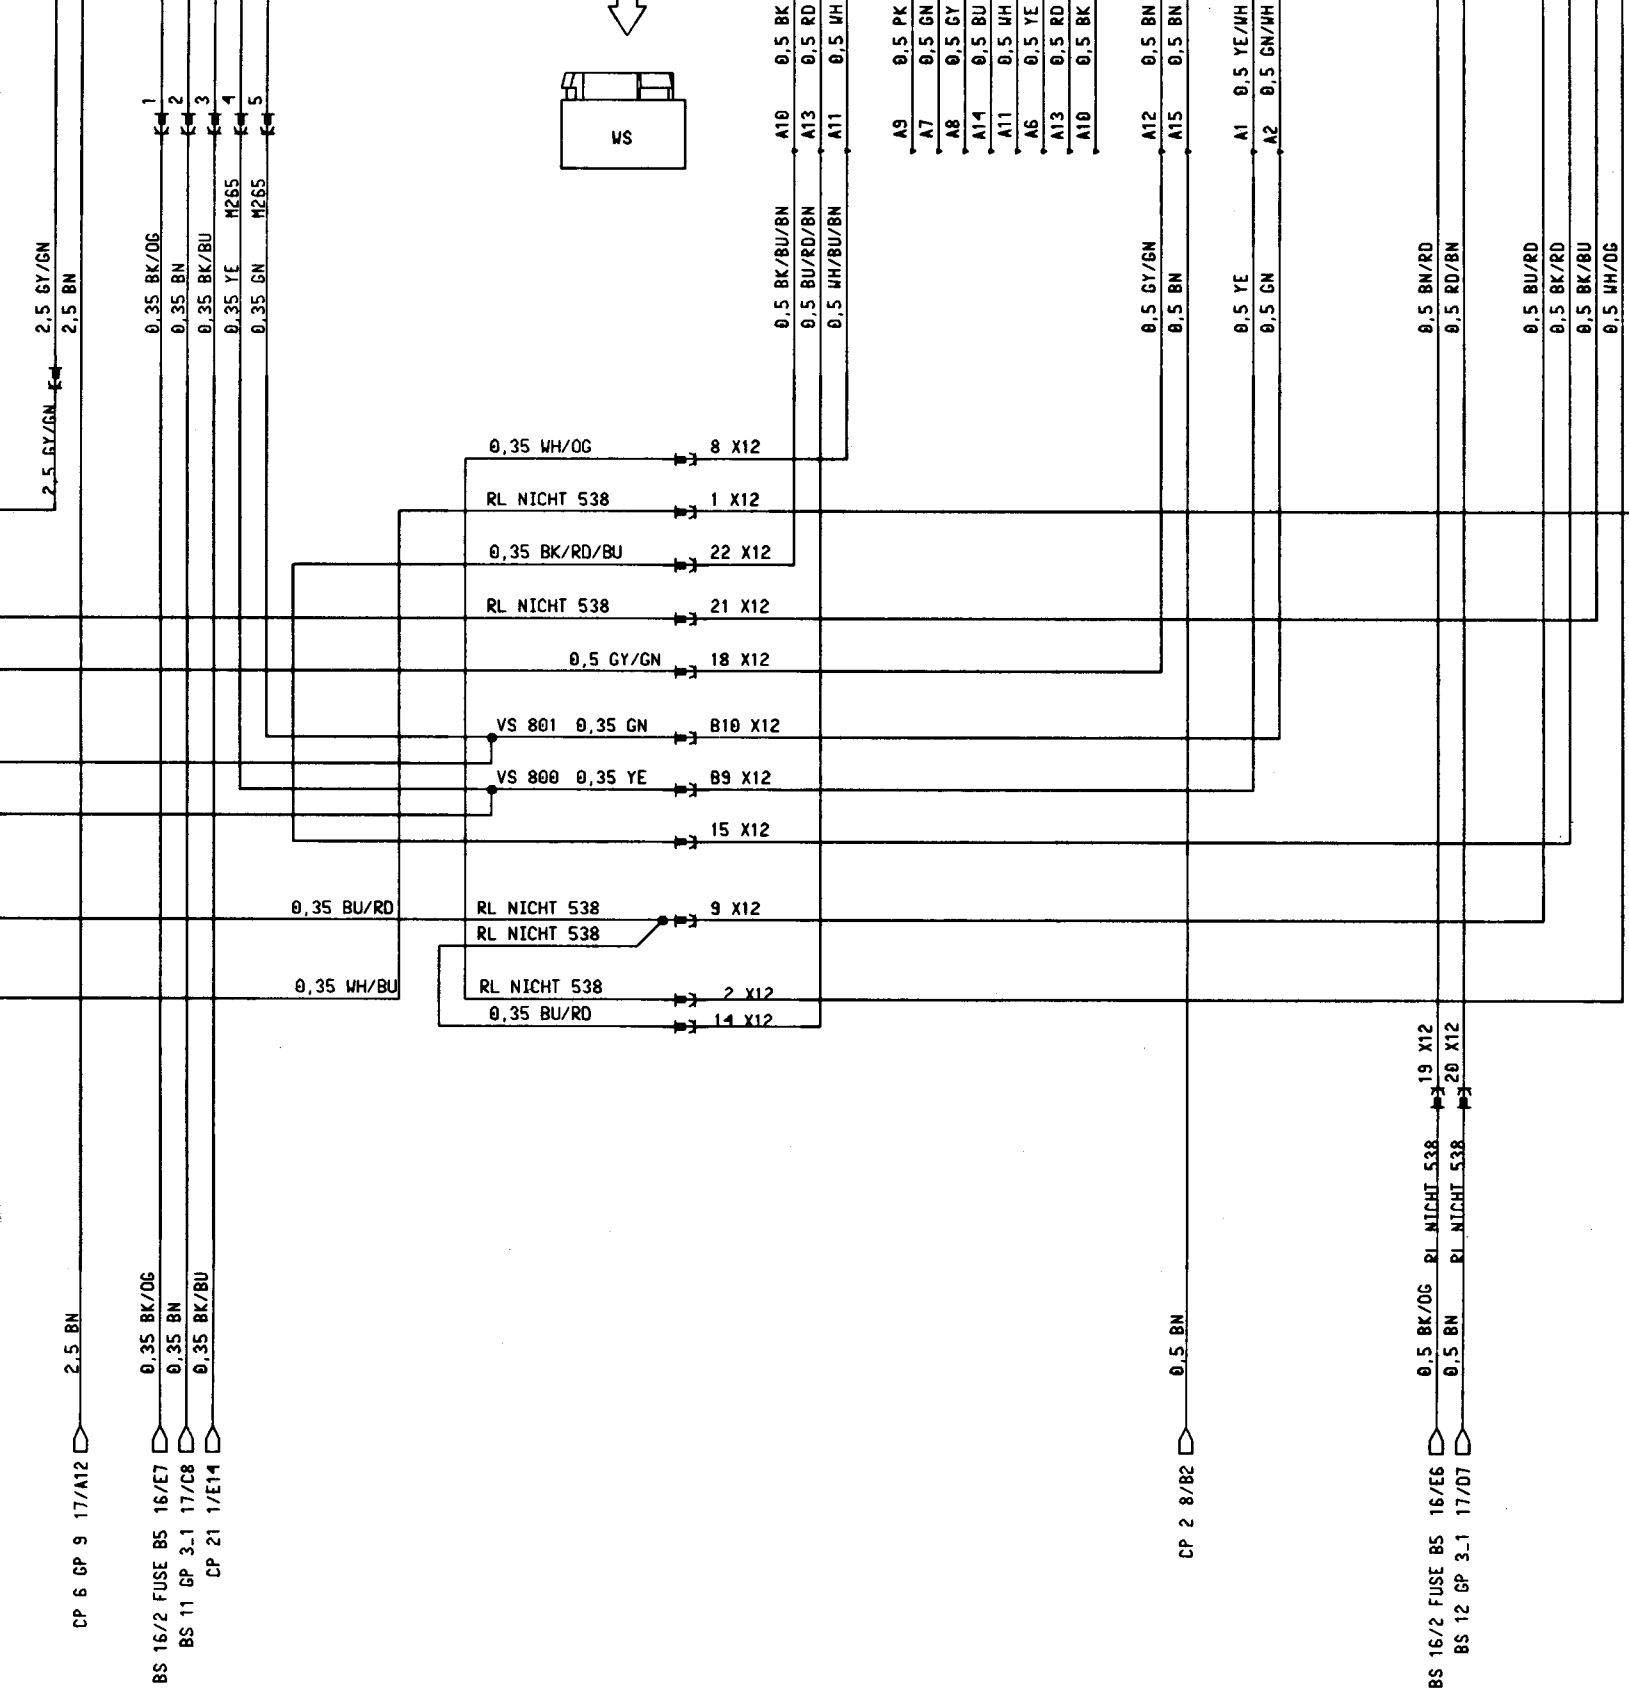 0,5 BK
0,5 RD
0,5 WH
0,5 PK
0,5 GN
0,5 GY
0,5 BU
0,5 WH
0,5 YE
0,5 RD
0,5 BK
0,5 BN
0,5 BN
0,5 YE/WH
0,5 GN/WH
1
2
3
4
5
WS
A10
A13
A11
A9
A7
A8
A14
A11
A6
A13
A10
A12
A15
A1
A2
M265
M265
2,5 GY/GN
2,5 BN
0,35 BK/OG
0,35 BN
0,35 BK/BU
0,35 YE
0,35 GN
0,5 BK/BU/BN
0,5 BU/RD/BN
0,5 WH/BU/BN
0,5 GY/GN
0,5 BN
0,5 YE
0,5 GN
0,5 BN/RD
0,5 RD/BN
0,5 BU/RD
0,5 BK/RD
0,5 BK/BU
0,5 WH/OG
2,5 GY/GN
0,35 WH/OG 8 X12
RL NICHT 538 1 X12
0,35 BK/RD/BU 22 X12
RL NICHT 538 21 X12
0,5 GY/GN 18 X12
VS 801 0,35 GN B10 X12
VS 800 0,35 YE B9 X12
15 X12
0,35 BU/RD RL NICHT 538 9 X12
RL NICHT 538
0,35 WH/BU RL NICHT 538 2 X12
0,35 BU/RD 14 X12
19 X12
20 X12
RL NICHT 538
RL NICHT 538
2,5 BN
0,35 BK/OG
0,35 BN
0,35 BK/BU
0,5 BN
0,5 BK/OG
0,5 BN
CP 6 GP 9 17/A12
BS 16/2 FUSE B5 16/E7
BS 11 GP 3_1 17/C8
CP 21 1/E14
CP 2 8/B2
BS 16/2 FUSE B5 16/E6
BS 12 GP 3_1 17/D7